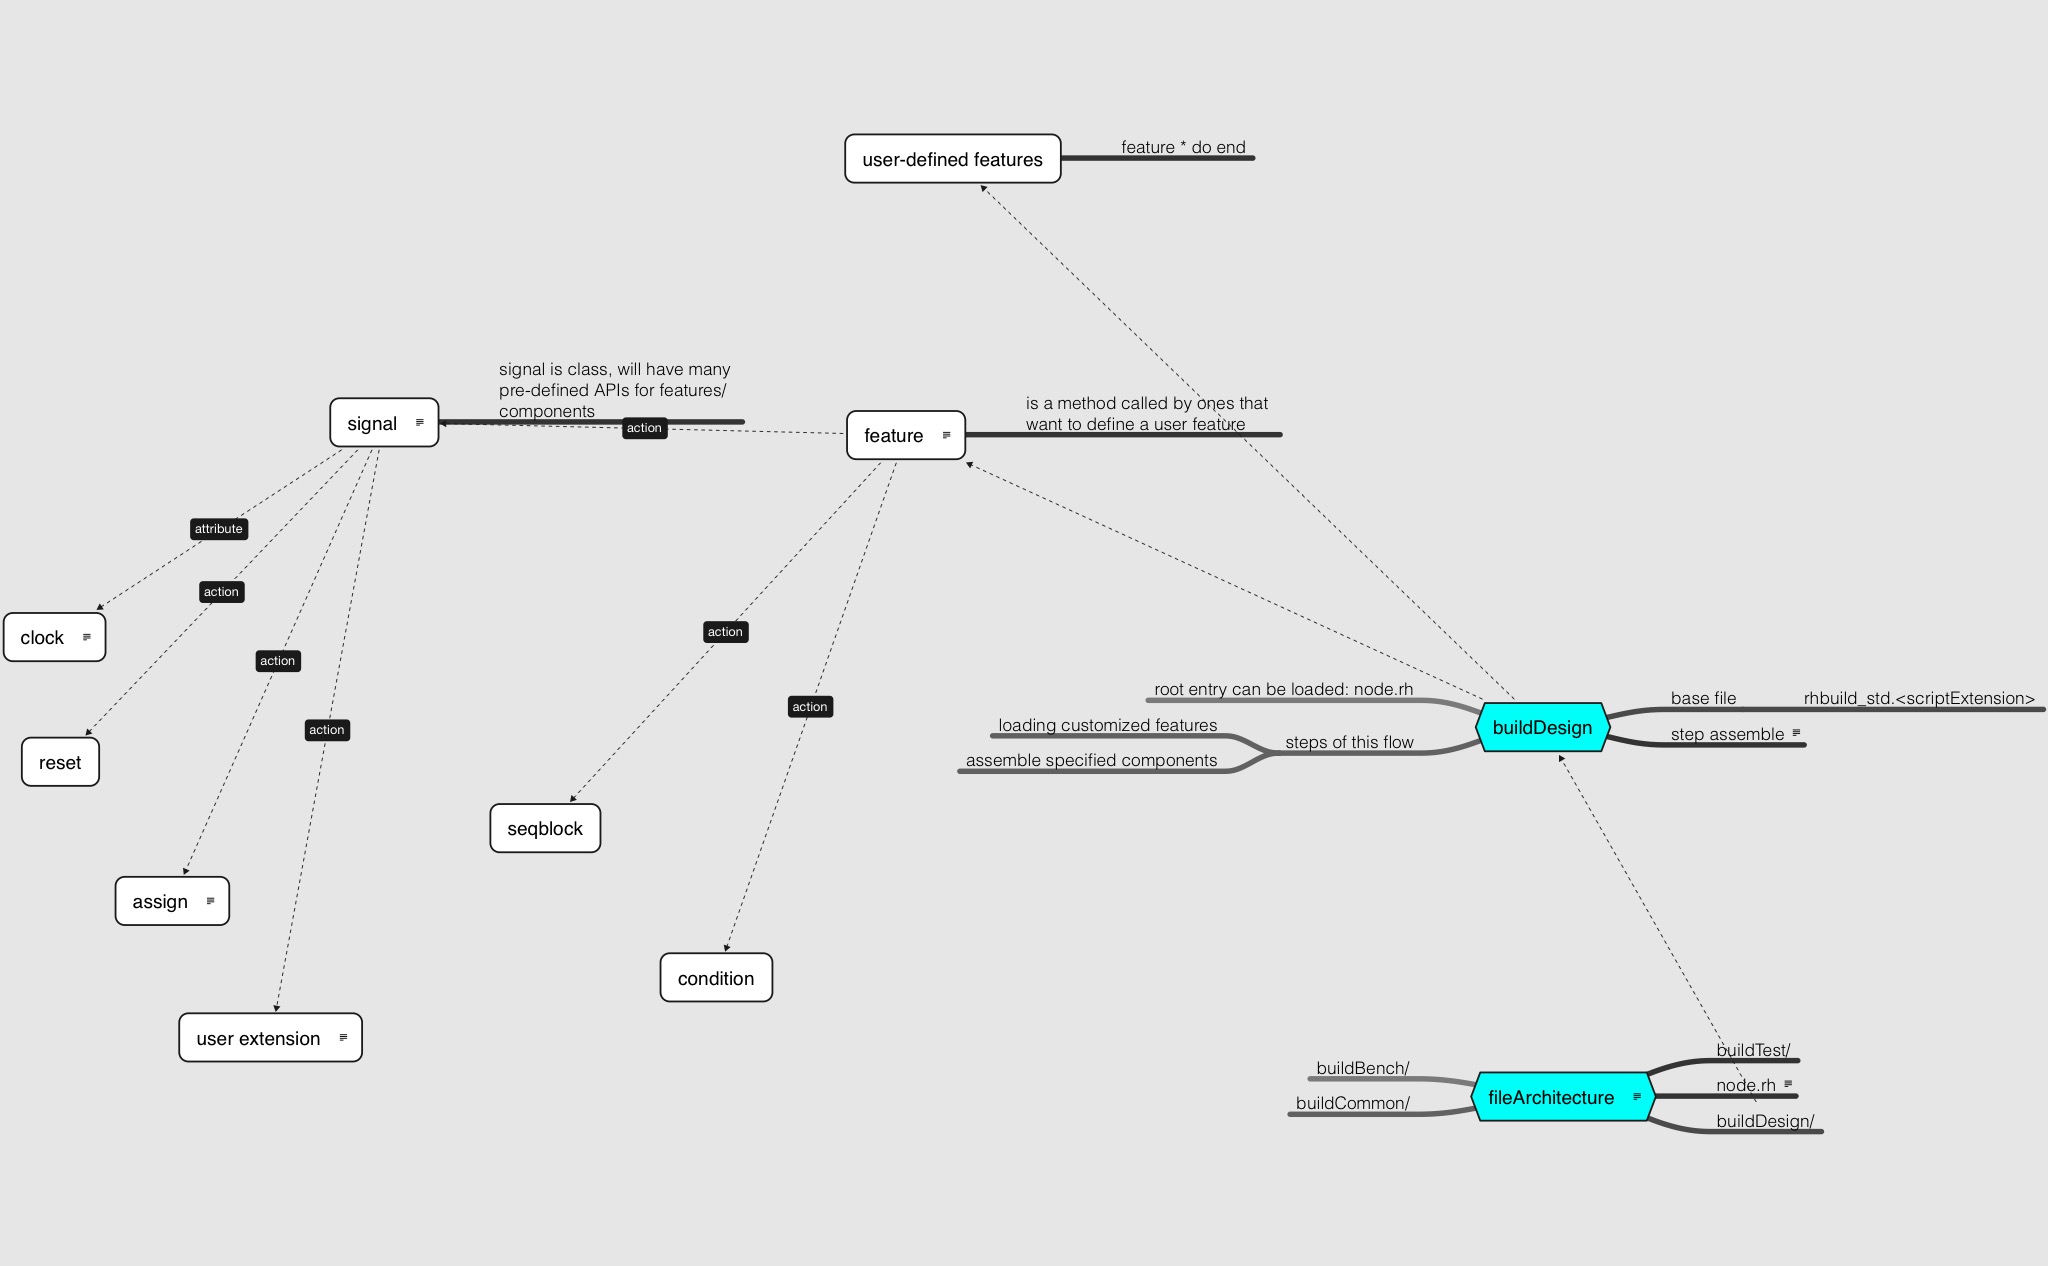 user-defined features
feature * do end
signal is class, will have many
pre-defined APIs for features/
components
signal
action
feature
is a method called by ones that
want to define a user feature
attribute
action
action
action
action
action
clock
reset
assign
user extension
seqblock
condition
root entry can be loaded: node.rh
loading customized features
assemble specified components
steps of this flow
buildDesign
base file
rhbuild_std.<scriptExtension>
step assemble
buildBench/
buildCommon/
fileArchitecture
buildTest/
node.rh
buildDesign/